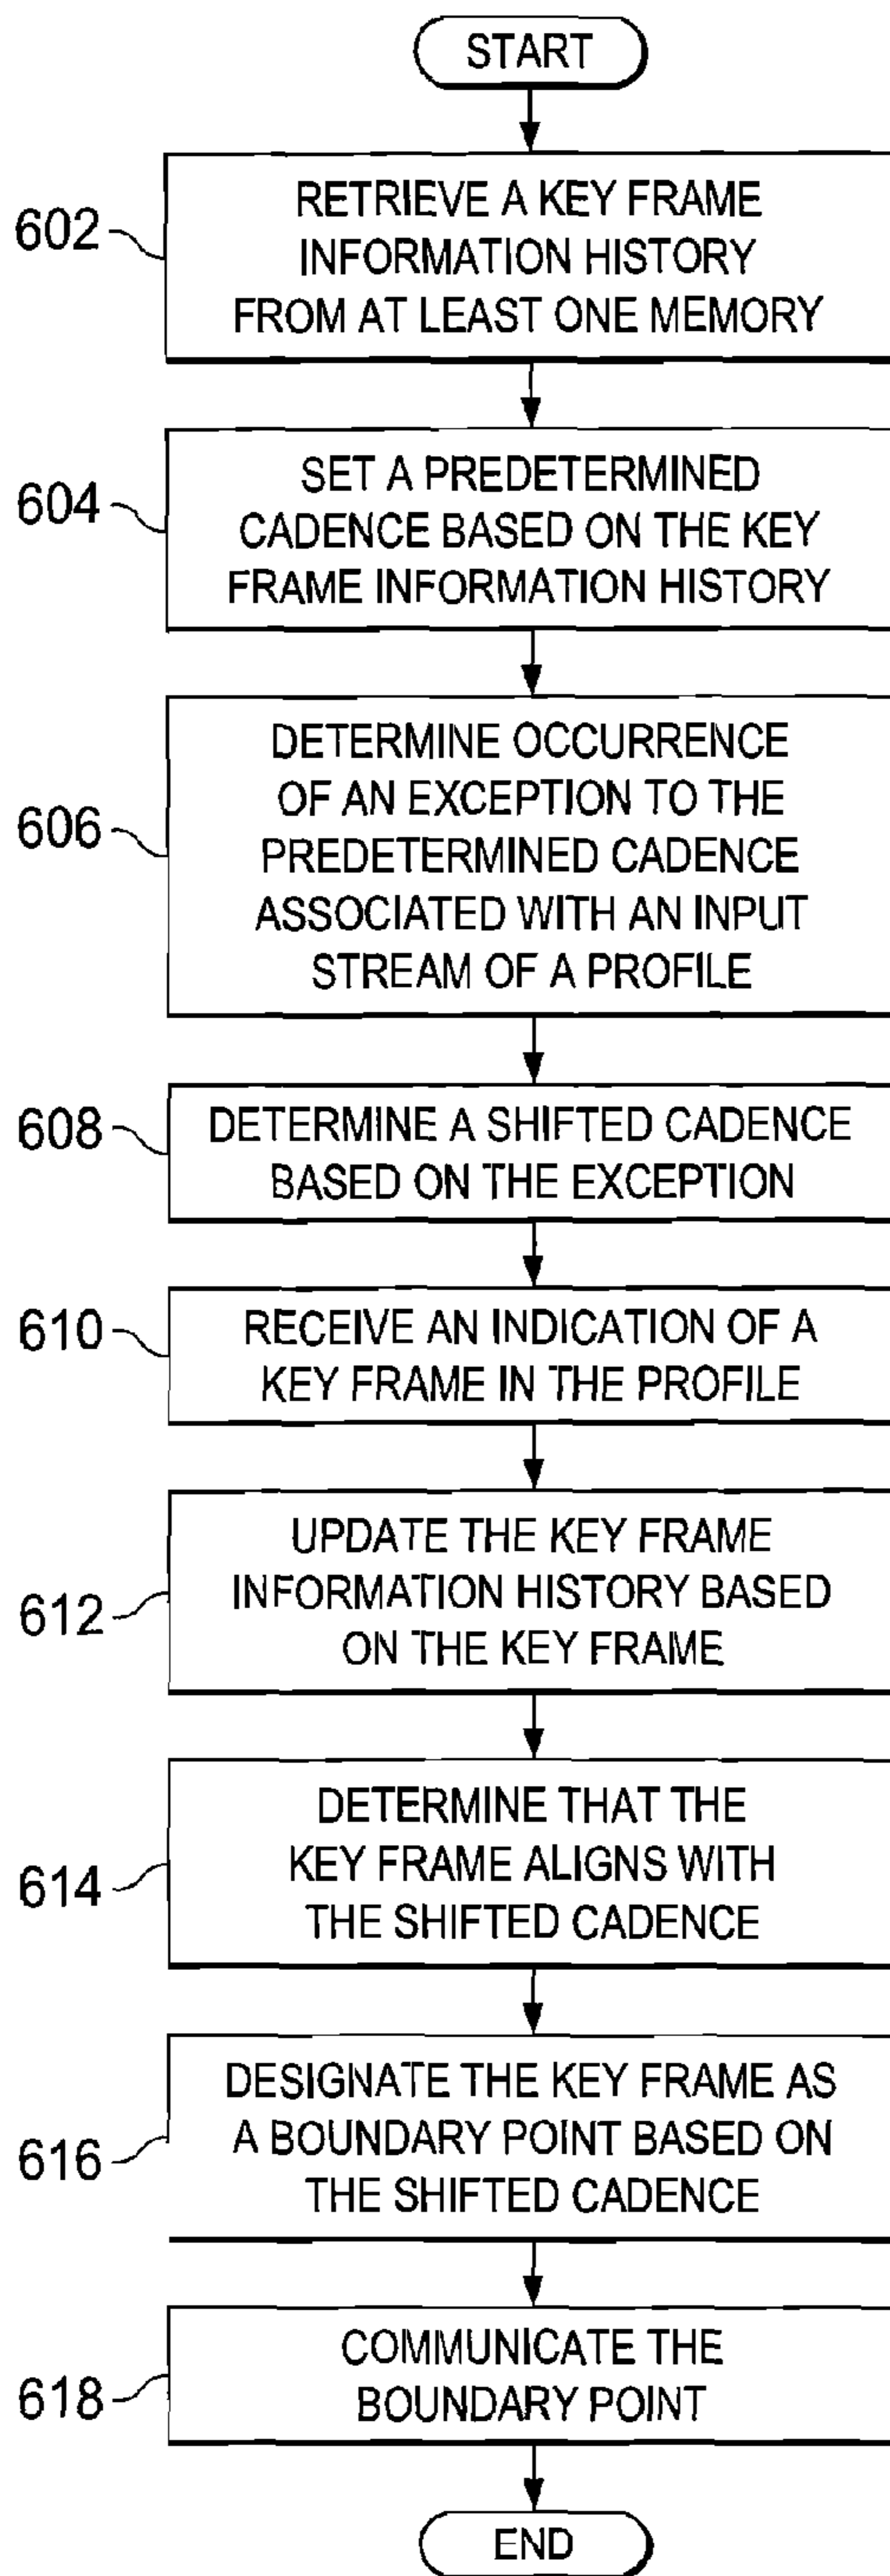 START
602
RETRIEVE A KEY FRAME
INFORMATION HISTORY
FROM AT LEAST ONE MEMORY
604
SET A PREDETERMINED
CADENCE BASED ON THE KEY
FRAME INFORMATION HISTORY
606
DETERMINE OCCURRENCE
OF AN EXCEPTION TO THE
PREDETERMINED CADENCE
ASSOCIATED WITH AN INPUT
STREAM OF A PROFILE
608
DETERMINE A SHIFTED CADENCE
BASED ON THE EXCEPTION
610
RECEIVE AN INDICATION OF A
KEY FRAME IN THE PROFILE
612
UPDATE THE KEY FRAME
INFORMATION HISTORY BASED
ON THE KEY FRAME
614
DETERMINE THAT THE
KEY FRAME ALIGNS WITH
THE SHIFTED CADENCE
616
DESIGNATE THE KEY FRAME AS
A BOUNDARY POINT BASED ON
THE SHIFTED CADENCE
618
COMMUNICATE THE
BOUNDARY POINT
END